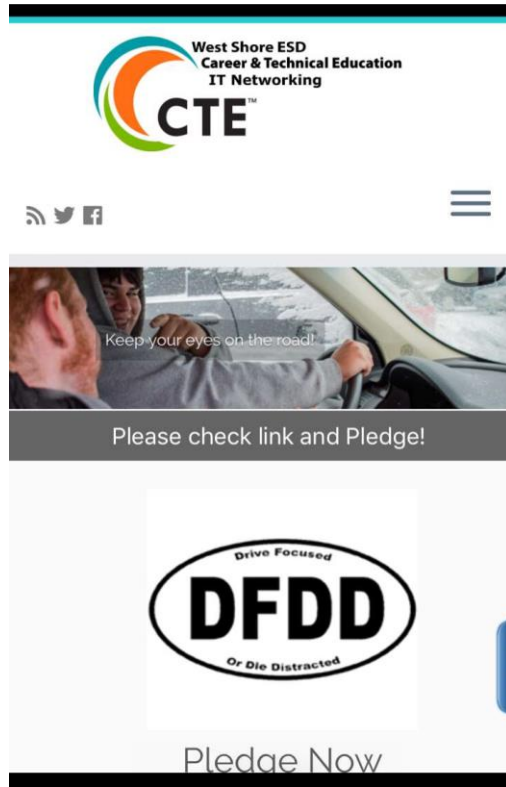 West Shore ESD
Career & Technical Education
IT Networking
CTE™
Keep your eyes on the road!
Please check link and Pledge!
Drive Focused
DFDD
Or Die Distracted
Pledge Now